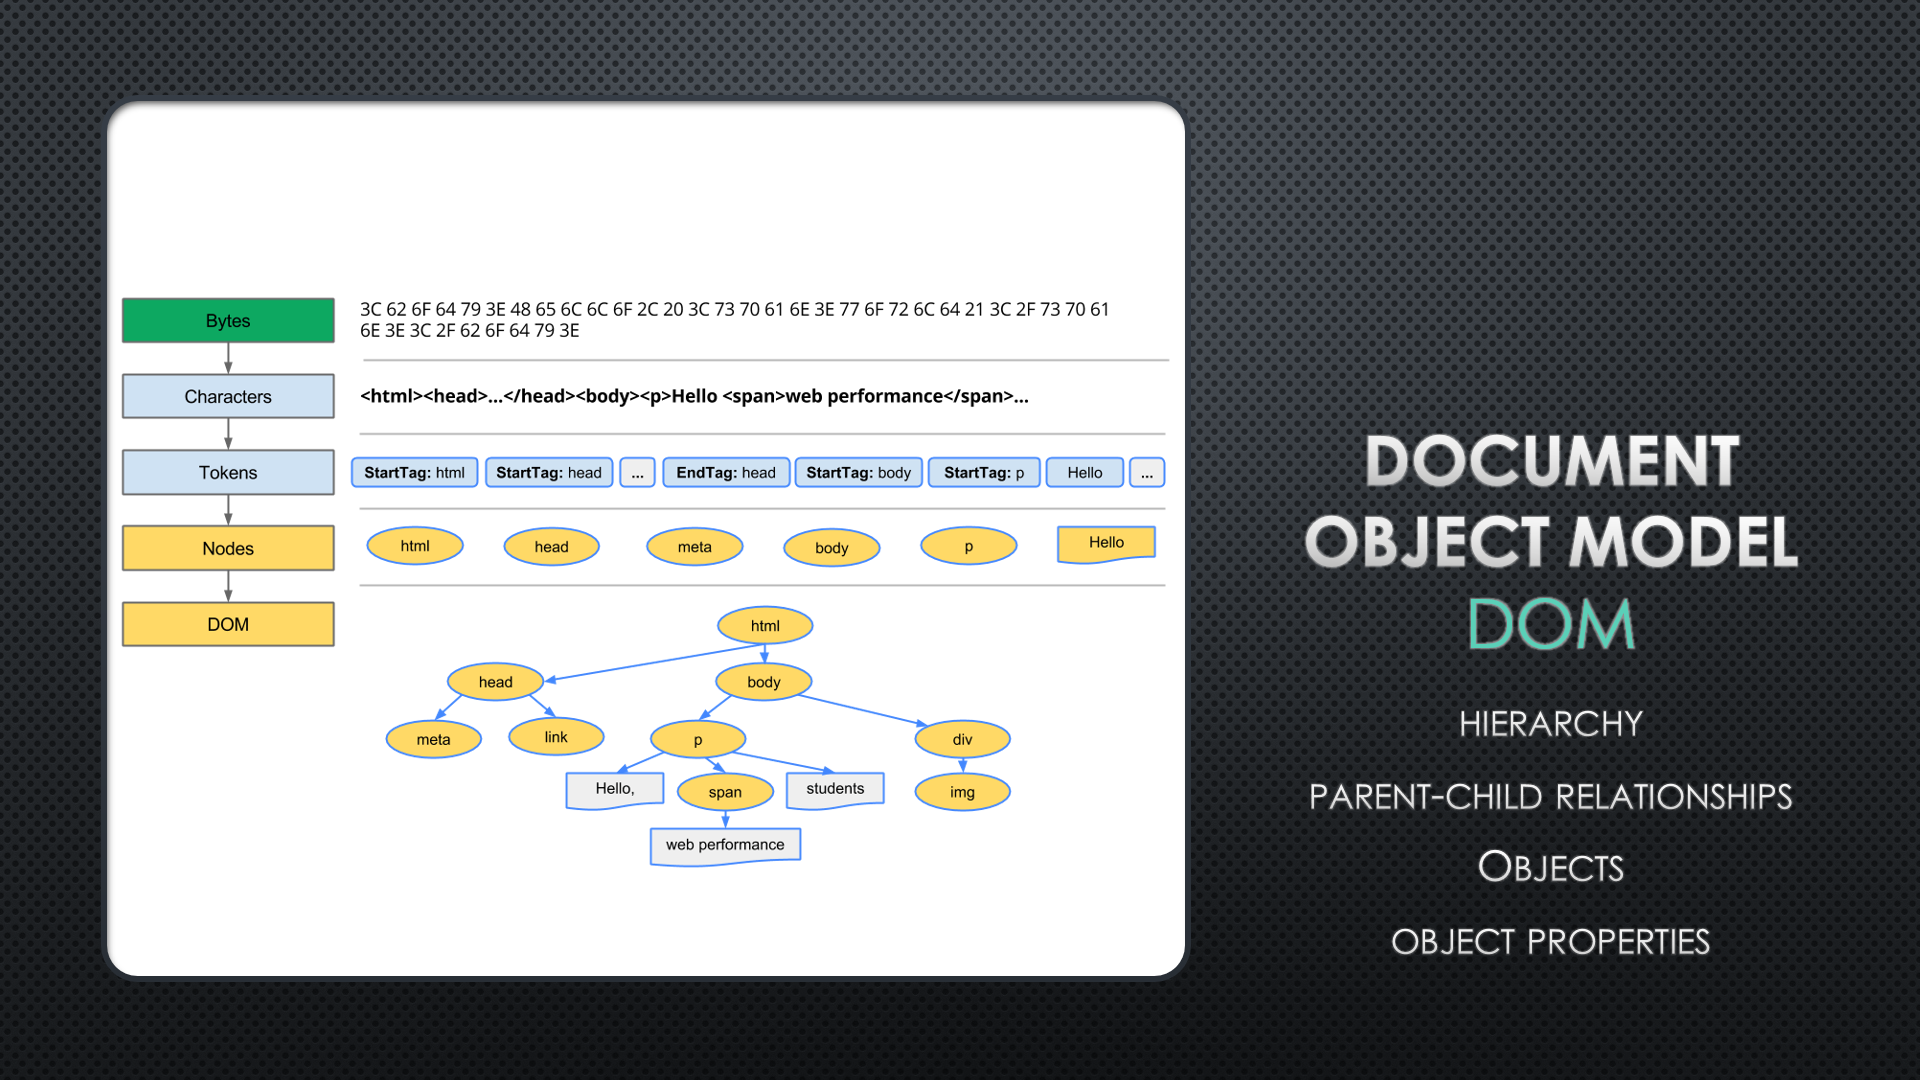 Bytes
3C 62 6F 64 79 3E 48 65 6C 6C 6F 2C 20 3C 73 70 61 6E 3E 77 6F 72 6C 64 21 3C 2F 73 70 61
6E 3E 3C 2F 62 6F 64 79 3E
Characters
<html><head>...</head><body><p>Hello <span>web performance</span>...
Tokens
StartTag: html
StartTag: head
...
EndTag: head
StartTag: body
StartTag: p
Hello
...
Nodes
html
head
meta
body
p
Hello
DOM
html
head
body
meta
link
p
div
Hello,
span
students
img
web performance
DOCUMENT
OBJECT MODEL
DOM
HIERARCHY
PARENT-CHILD RELATIONSHIPS
OBJECTS
OBJECT PROPERTIES